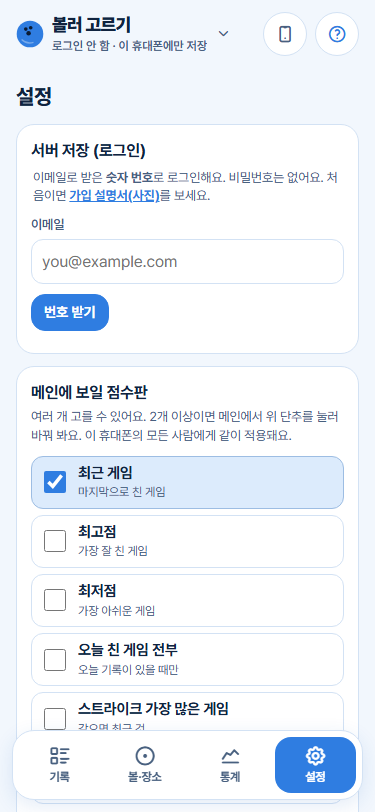 볼러 고르기
로그인 안 함 · 이 휴대폰에만 저장
설정
서버 저장 (로그인)
이메일로 받은 숫자 번호로 로그인해요. 비밀번호는 없어요. 처
음이면 가입 설명서(사진)를 보세요.
이메일
you@example.com
번호 받기
메인에 보일 점수판
여러 개 고를 수 있어요. 2개 이상이면 메인에서 위 단추를 눌러
바꿔 봐요. 이 휴대폰의 모든 사람에게 같이 적용돼요.
최근 게임
마지막으로 친 게임
최고점
가장 잘 친 게임
최저점
가장 아쉬운 게임
오늘 친 게임 전부
오늘 기록이 있을 때만
스트라이크 가장 많은 게임
같으면 최근 것
기록
볼·장소
통계
설정